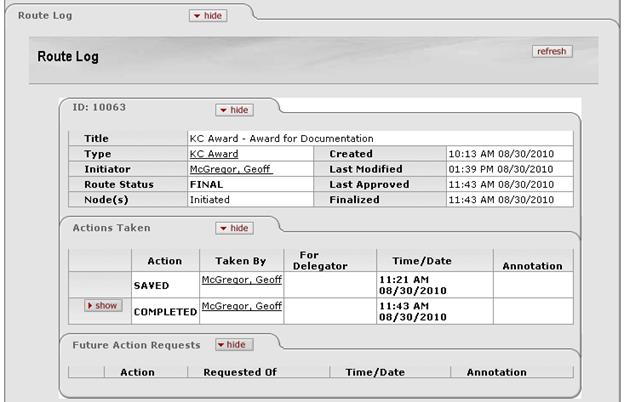 Route Log hide
Route Log refresh
ID: 10063 hide
Title KC Award - Award for Documentation
Type KC Award Created 10:13 AM 08/30/2010
Initiator McGregor, Geoff Last Modified 01:39 PM 08/30/2010
Route Status FINAL Last Approved 11:43 AM 08/30/2010
Node(s) Initiated Finalized 11:43 AM 08/30/2010
Actions Taken hide
Action Taken By For Delegator Time/Date Annotation
SAVED McGregor, Geoff 11:21 AM 08/30/2010
show COMPLETED McGregor, Geoff 11:43 AM 08/30/2010
Future Action Requests hide
Action Requested Of Time/Date Annotation